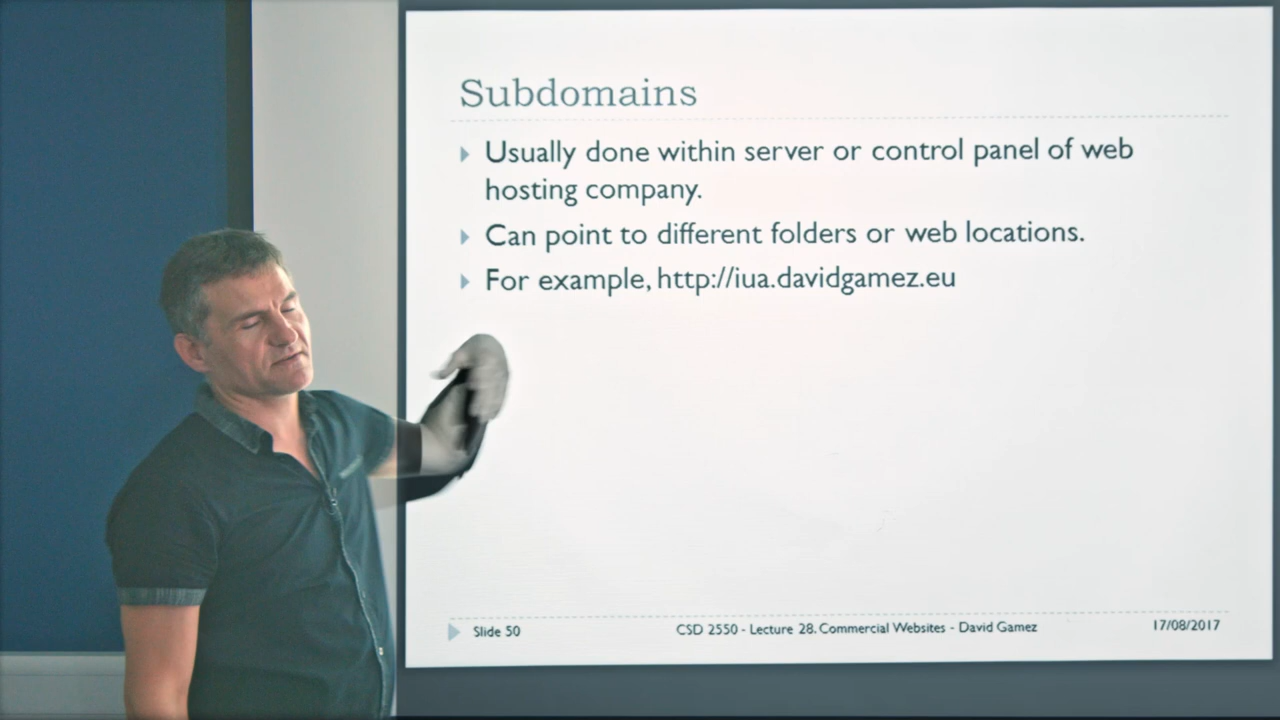 Subdomains
Usually done within server or control panel of web
hosting company.
Can point to different folders or web locations.
For example, http://iua.davidgamez.eu
Slide 50
CSD 2550 - Lecture 28. Commercial Websites - David Gamez
17/08/2017